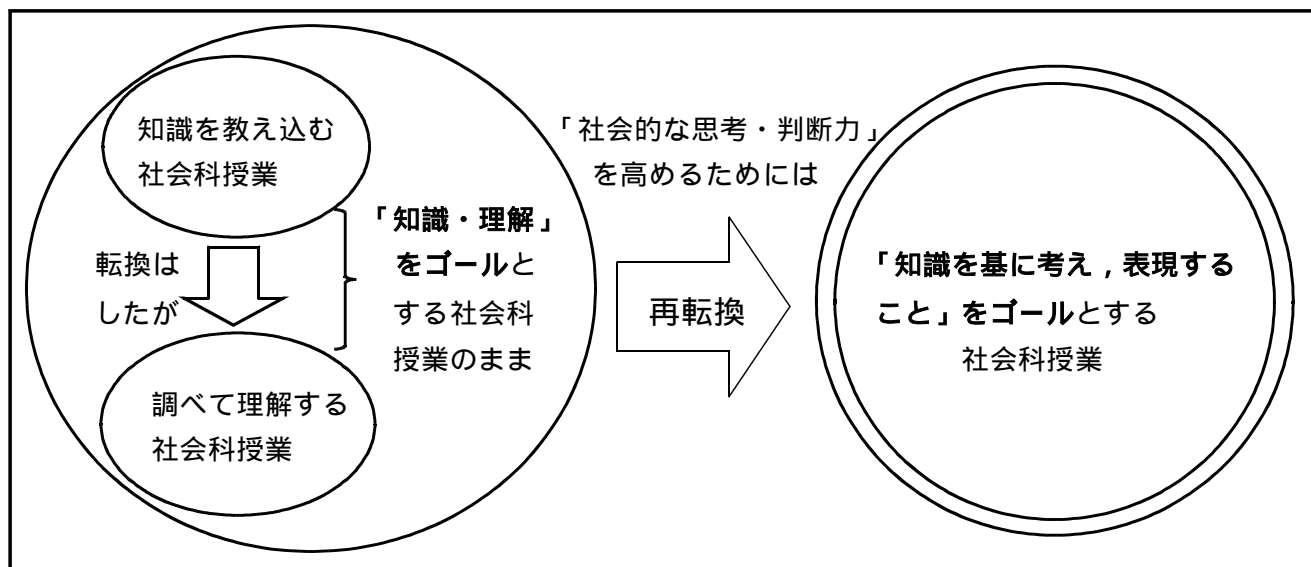 知識を教え込む
社会科授業
転換は
したが
調べて理解する
社会科授業
「知識・理解」
をゴールと
する社会科
授業のまま
「社会的な思考・判断力」
を高めるためには
再転換
「知識を基に考え,表現する
こと」をゴールとする
社会科授業